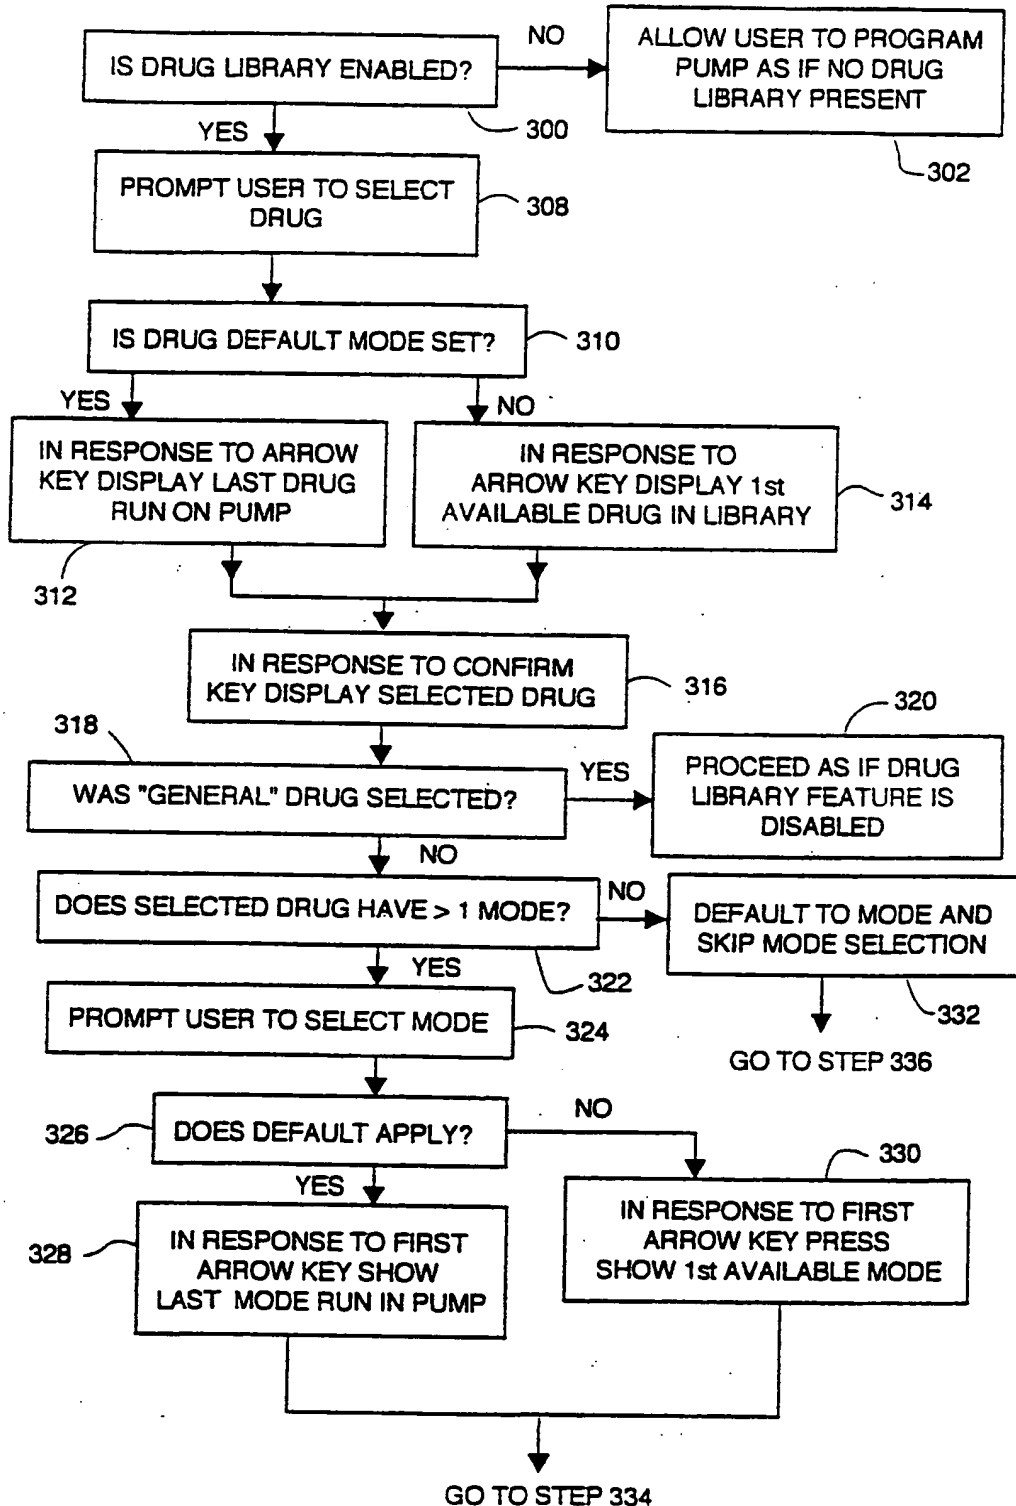 IS DRUG LIBRARY ENABLED?
NO
ALLOW USER TO PROGRAM
PUMP AS IF NO DRUG
LIBRARY PRESENT
300
302
YES
PROMPT USER TO SELECT
DRUG
308
IS DRUG DEFAULT MODE SET?
310
YES
NO
IN RESPONSE TO ARROW
KEY DISPLAY LAST DRUG
RUN ON PUMP
312
IN RESPONSE TO
ARROW KEY DISPLAY 1st
AVAILABLE DRUG IN LIBRARY
314
IN RESPONSE TO CONFIRM
KEY DISPLAY SELECTED DRUG
316
318
WAS "GENERAL" DRUG SELECTED?
YES
320
PROCEED AS IF DRUG
LIBRARY FEATURE IS
DISABLED
NO
DOES SELECTED DRUG HAVE > 1 MODE?
322
NO
DEFAULT TO MODE AND
SKIP MODE SELECTION
332
GO TO STEP 336
YES
PROMPT USER TO SELECT MODE
324
326
DOES DEFAULT APPLY?
NO
YES
328
IN RESPONSE TO FIRST
ARROW KEY SHOW
LAST MODE RUN IN PUMP
330
IN RESPONSE TO FIRST
ARROW KEY PRESS
SHOW 1st AVAILABLE MODE
GO TO STEP 334